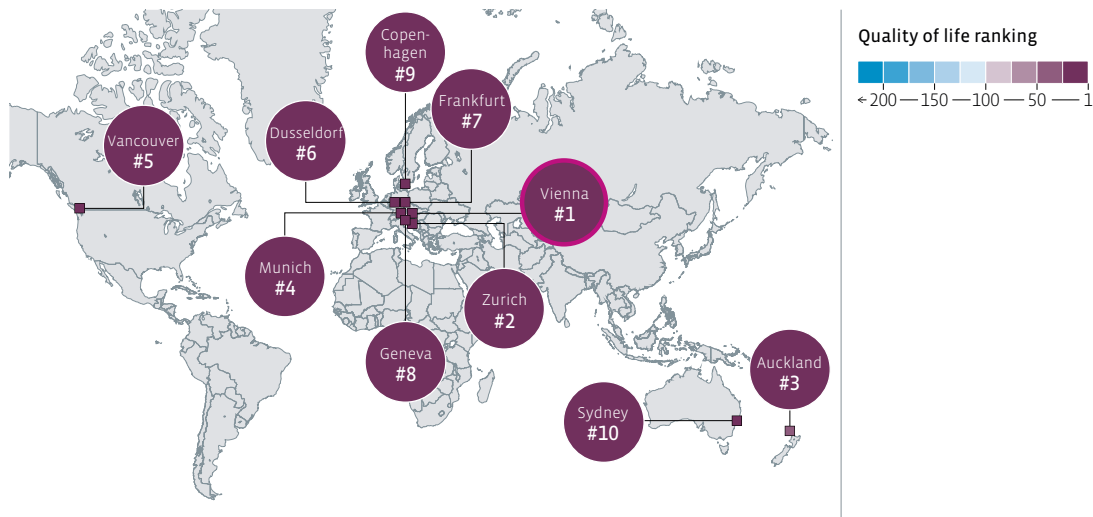 Quality of life ranking
← 200 — 150 — 100 — 50 — 1
Copen-
hagen
#9
Frankfurt
#7
Vancouver
#5
Dusseldorf
#6
Vienna
#1
Munich
#4
Zurich
#2
Geneva
#8
Auckland
#3
Sydney
#10